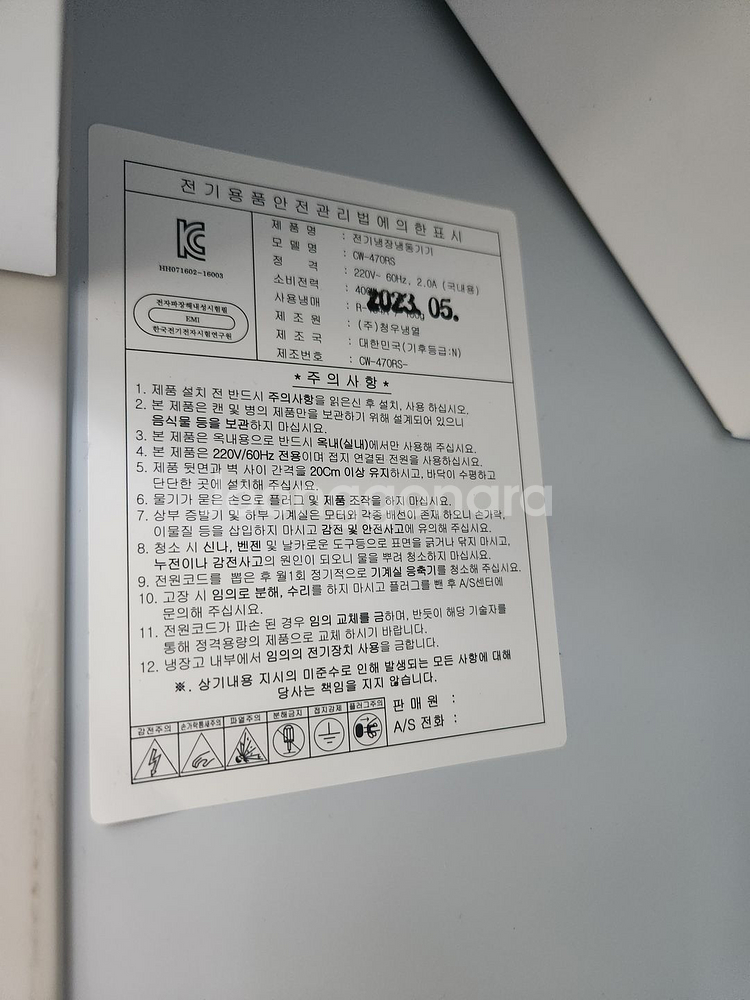 전기용품안전관리법에의한표시
KC
HH071602-16003
전자파장해내성시험필
EMI
한국전기전자시험연구원
제품명 : 전기냉장냉동기기
모델명 : CW-470RS
정격 : 220V~ 60Hz, 2.0A (국내용)
소비전력 :
사용냉매 : R-
2023. 05.
제조원 : (주)청우냉열
제조국 : 대한민국(기후등급:N)
제조번호 : CW-470RS-
*주의사항*
1. 제품 설치 전 반드시 주의사항을 읽은신 후 설치, 사용 하십시오.
2. 본 제품은 캔 및 병의 제품만을 보관하기 위해 설계되어 있으니
음식물 등을 보관하지 마십시요.
3. 본 제품은 옥내용으로 반드시 옥내(실내)에서만 사용해 주십시요.
4. 본 제품은 220V/60Hz 전용이며 접지 연결된 전원을 사용하십시요.
5. 제품 뒷면과 벽 사이 간격을 20Cm 이상 유지하시고, 바닥이 수평하고
단단한 곳에 설치해 주십시요.
6. 물기가 묻은 손으로 플러그 및 제품 조작을 하지 마십시요.
7. 상부 증발기 및 하부 기계실은 모터와 각종 배선이 존재 하오니 손가락,
이물질 등을 삽입하지 마시고 감전 및 안전사고에 유의해 주십시요.
8. 청소 시 신나, 벤젠 및 날카로운 도구등으로 표면을 긁거나 닦지 마시고,
누전이나 감전사고의 원인이 되오니 물을 뿌려 청소하지 마십시요.
9. 전원코드를 뽑은 후 월1회 정기적으로 기계실 응축기를 청소해 주십시요.
10. 고장 시 임의로 분해, 수리를 하지 마시고 플러그를 뺀 후 A/S센터에
문의해 주십시요.
11. 전원코드가 파손 된 경우 임의 교체를 금하며, 반듯이 해당 기술자를
통해 정격용량의 제품으로 교체 하시기 바랍니다.
12. 냉장고 내부에서 임의의 전기장치 사용을 금합니다.
※. 상기내용 지시의 미준수로 인해 발생되는 모든 사항에 대해
당사는 책임을 지지 않습니다.
감전주의 손가락틈새주의 파열주의 분해금지 접지강제 플러그주의
판매원 :
A/S 전화 :